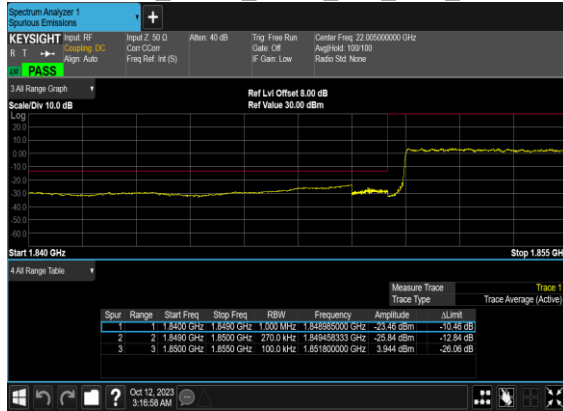 Spectrum Analyzer 1
Spurious Emissions
+
KEYSIGHT Input: RF Input Z: 50 Ω Atten: 40 dB Trig: Free Run Center Freq: 22.005000000 GHz
R T Coupling: DC Corr CCorr Gate: Off Avg|Hold: 100/100
Align: Auto Freq Ref: Int (S) IF Gain: Low Radio Std: None
PASS
3 All Range Graph
Ref Lvl Offset 8.00 dB
Scale/Div 10.0 dB Ref Value 30.00 dBm
Log
20.0
10.0
0.00
-10.0
-20.0
-30.0
-40.0
-50.0
-60.0
Start 1.840 GHz Stop 1.855 GH
4 All Range Table
Measure Trace Trace 1
Trace Type Trace Average (Active)
Spur Range Start Freq Stop Freq RBW Frequency Amplitude ΔLimit
1 1 1.8400 GHz 1.8490 GHz 1.000 MHz 1.848985000 GHz -23.46 dBm -10.46 dB
2 2 1.8490 GHz 1.8500 GHz 270.0 kHz 1.849458333 GHz -25.84 dBm -12.84 dB
3 3 1.8500 GHz 1.8550 GHz 100.0 kHz 1.851800000 GHz 3.944 dBm -26.06 dB
? Oct 12, 2023
3:16:58 AM